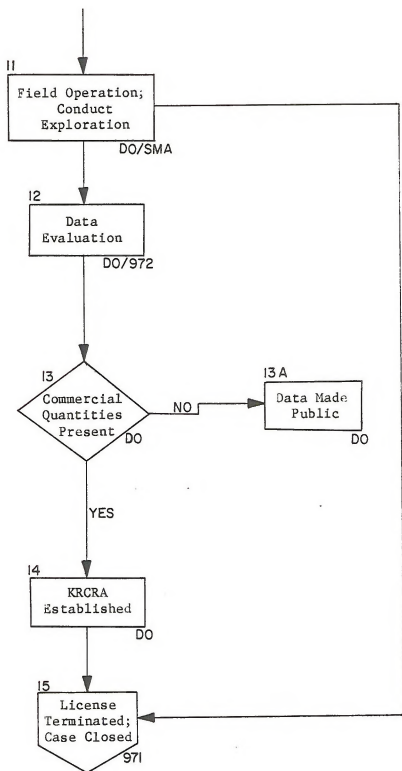 11
Field Operation;
Conduct
Exploration
DO/SMA
12
Data
Evaluation
DO/972
13
Commercial
Quantities
Present
DO
NO
13A
Data Made
Public
DO
YES
14
KRCRA
Established
DO
15
License
Terminated;
Case Closed
971